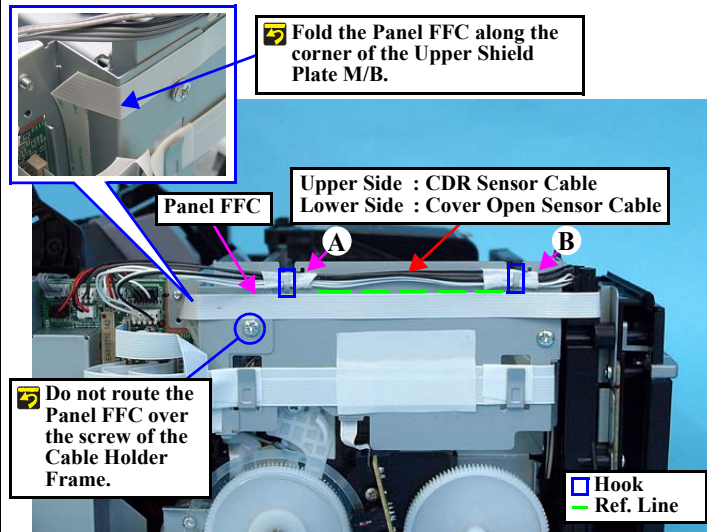 Fold the Panel FFC along the
corner of the Upper Shield
Plate M/B.
Upper Side : CDR Sensor Cable
Lower Side : Cover Open Sensor Cable
Panel FFC
A
B
Do not route the
Panel FFC over
the screw of the
Cable Holder
Frame.
Hook
Ref. Line